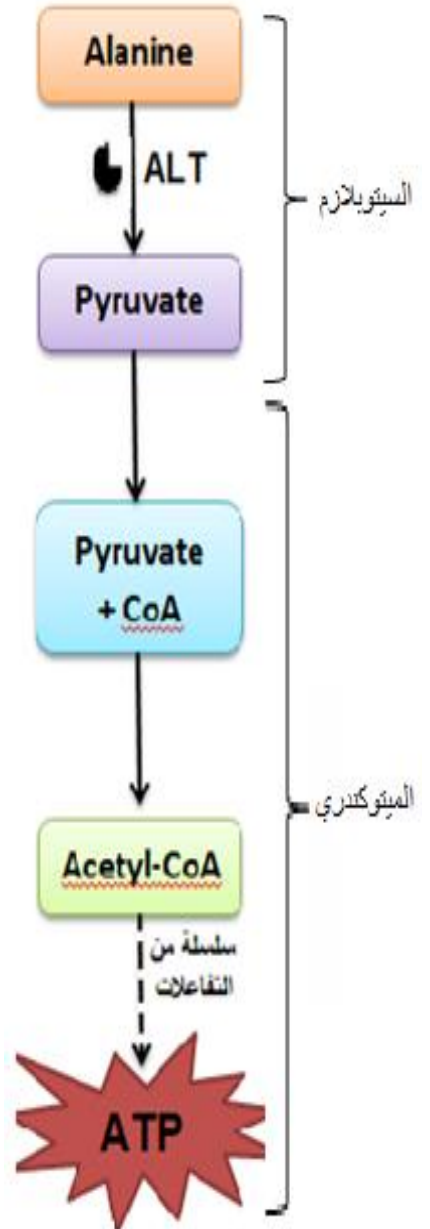 Alanine
ALT
السيتوبلازم
Pyruvate
Pyruvate
+ CoA
الميتوكندري
Acetyl-CoA
سلسلة من
التفاعلات
ATP